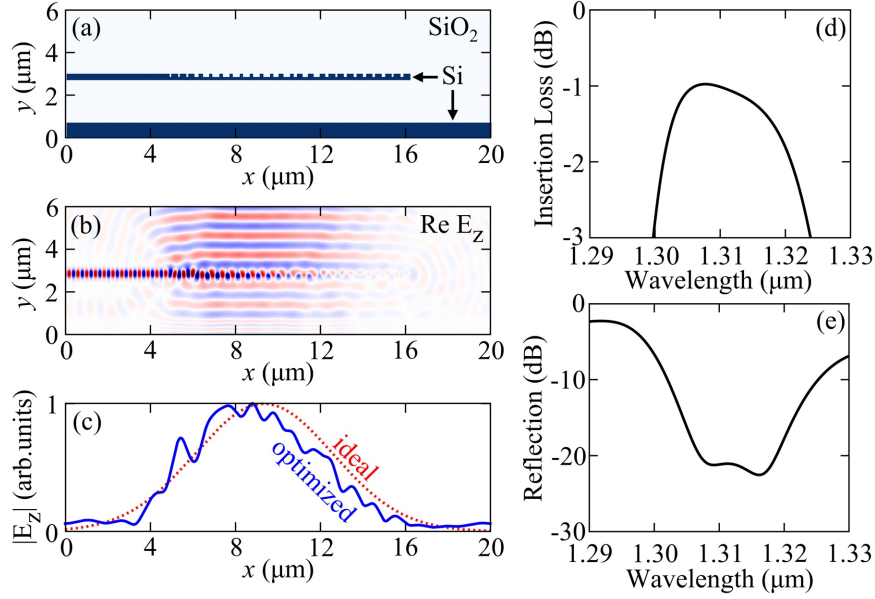 (a)
SiO2
Si
y (μm)
6
4
2
0
0 4 8 12 16 20
x (μm)
(b)
Re Ez
y (μm)
6
4
2
0
0 4 8 12 16 20
x (μm)
(c)
ideal
optimized
|Ez| (arb.units)
1
0
0 4 8 12 16 20
x (μm)
(d)
Insertion Loss (dB)
0
-1
-2
-3
1.29 1.30 1.31 1.32 1.33
Wavelength (μm)
(e)
Reflection (dB)
0
-10
-20
-30
1.29 1.30 1.31 1.32 1.33
Wavelength (μm)